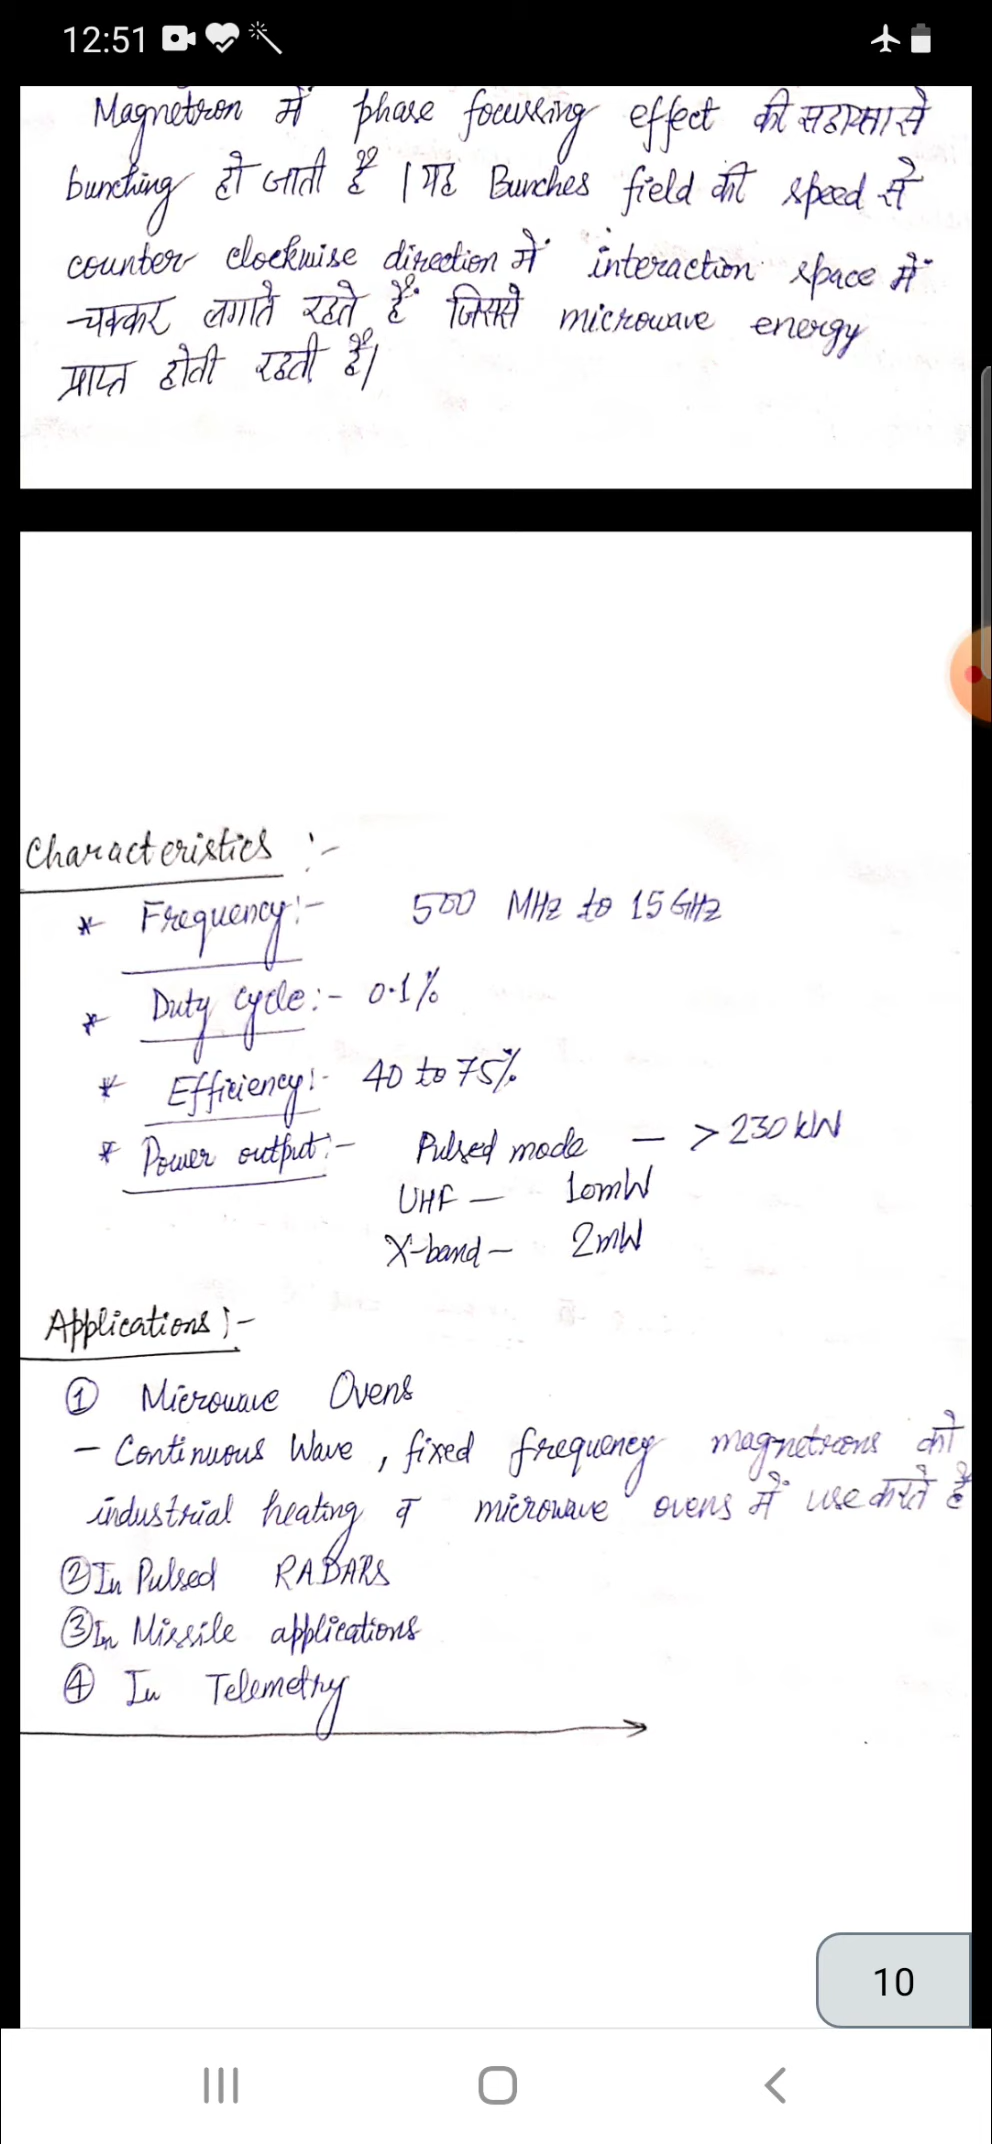 12:51
Magnetron में phase focussing effect की सहायता से
bunching हो जाती है । यह Bunches field की speed से
counter clockwise direction में interaction space में
चक्कर लगाते रहते हैं जिससे microwave energy
प्राप्त होती रहती है।
Characteristics :-
* Frequency:- 500 MHz to 15 GHz
* Duty cycle:- 0.1%
* Efficiency:- 40 to 75%
* Power output:- Pulsed mode - > 230 kW
UHF - 10mW
X-band - 2mW
Applications :-
① Microwave Ovens
- Continuous Wave, fixed frequency magnetrons को
industrial heating व microwave ovens में use करते है
② In Pulsed RADARS
③ In Missile applications
④ In Telemetry
10